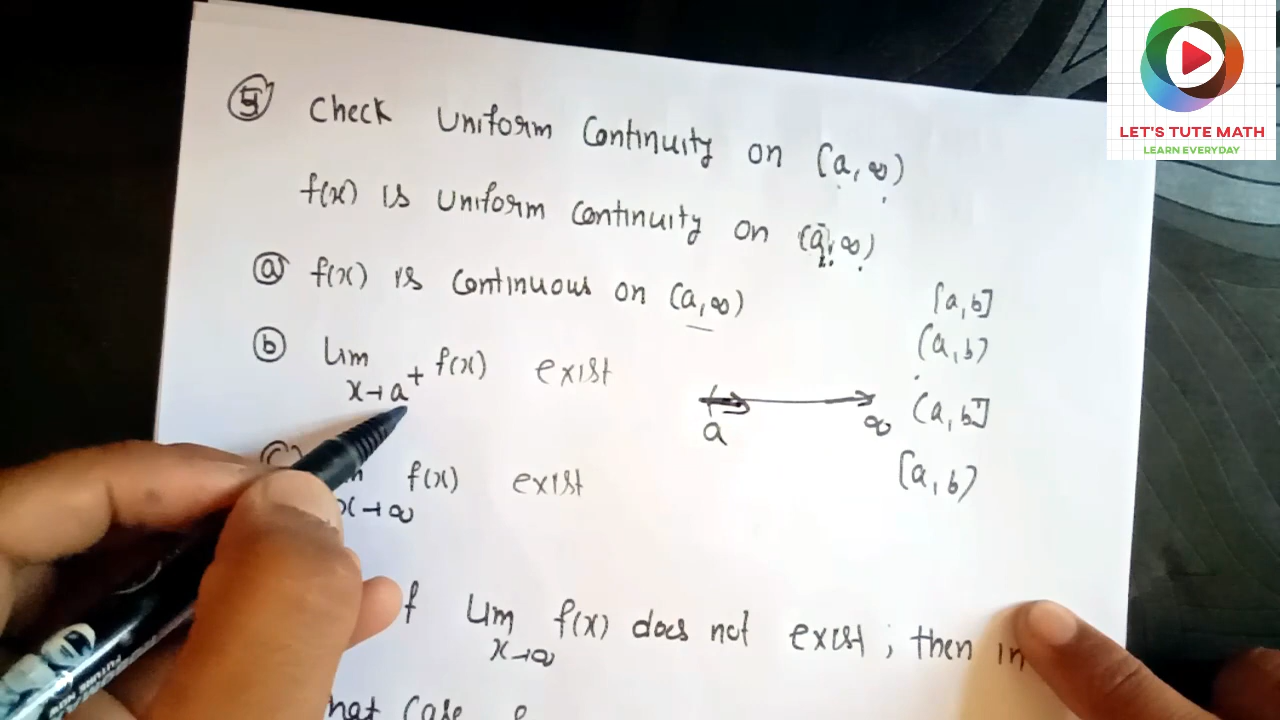 5 Check Uniform Continuity on (a, ∞)
f(x) is Uniform Continuity on (a, ∞)
a f(x) is Continuous on (a, ∞)
b lim x→a+ f(x) exist
f(x) exist
x→∞
f lim x→∞ f(x) does not exist ; then in
case
a ∞
[a, b]
(a, b)
(a, b]
[a, b)
LET'S TUTE MATH
LEARN EVERYDAY